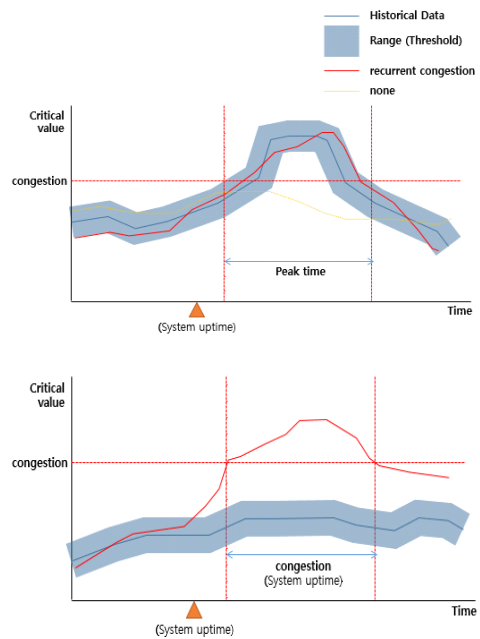 Historical Data
Range (Threshold)
recurrent congestion
none
Critical
value
congestion
Peak time
Time
(System uptime)
Critical
value
congestion
congestion
(System uptime)
Time
(System uptime)